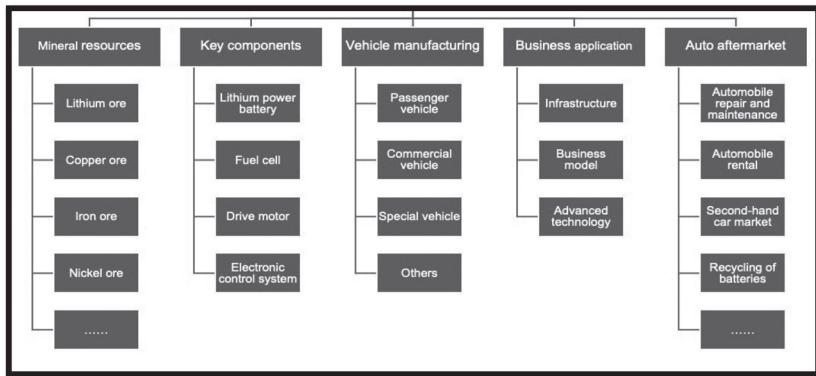 Mineral resources
Lithium ore
Copper ore
Iron ore
Nickel ore
......
Key components
Lithium power
battery
Fuel cell
Drive motor
Electronic
control system
Vehicle manufacturing
Passenger
vehicle
Commercial
vehicle
Special vehicle
Others
Business application
Infrastructure
Business
model
Advanced
technology
Auto aftermarket
Automobile
repair and
maintenance
Automobile
rental
Second-hand
car market
Recycling of
batteries
......